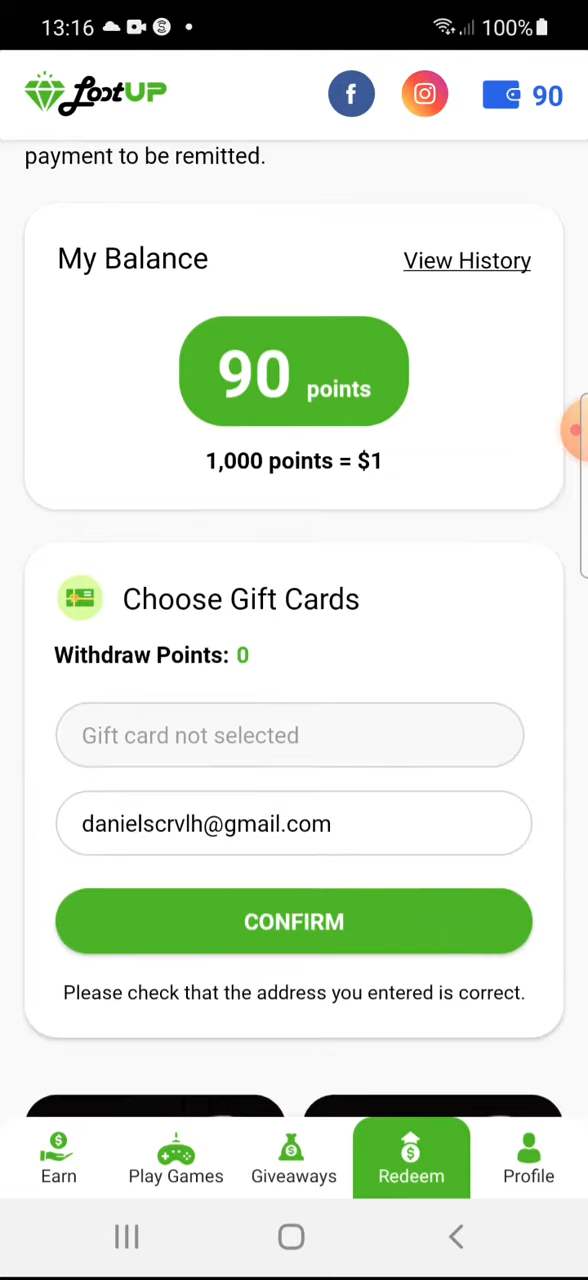 13:16
100%
LootUP
90
payment to be remitted.
My Balance
View History
90 points
1,000 points = $1
Choose Gift Cards
Withdraw Points: 0
Gift card not selected
danielscrvlh@gmail.com
CONFIRM
Please check that the address you entered is correct.
Earn
Play Games
Giveaways
Redeem
Profile